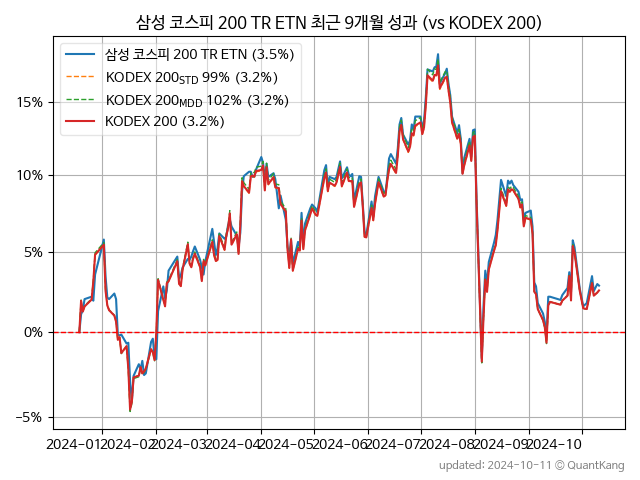 삼성 코스피 200 TR ETN 최근 9개월 성과 (vs KODEX 200)
삼성 코스피 200 TR ETN (3.5%)
KODEX 200STD 99% (3.2%)
KODEX 200MDD 102% (3.2%)
KODEX 200 (3.2%)
15%
10%
5%
0%
−5%
2024-01 2024-02 2024-03 2024-04 2024-05 2024-06 2024-07 2024-08 2024-09 2024-10
updated: 2024-10-11 © QuantKang